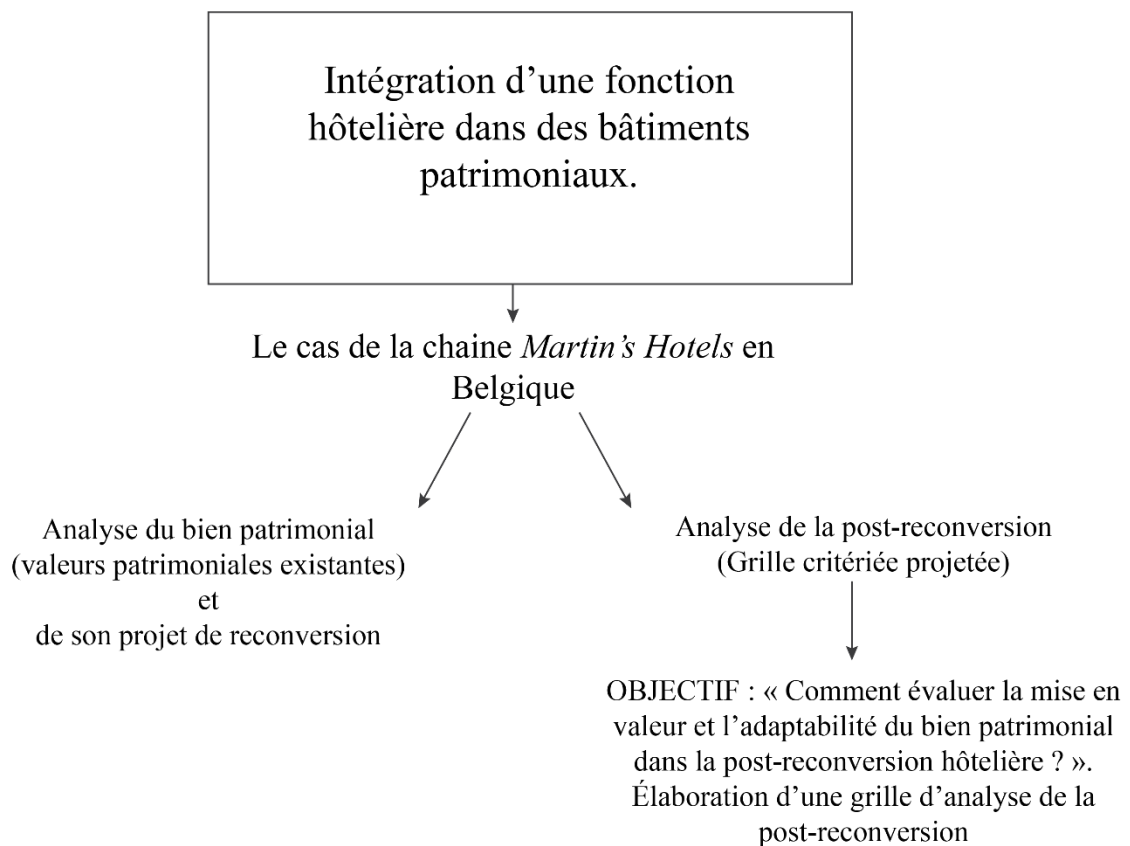 Intégration d’une fonction
hôtelière dans des bâtiments
patrimoniaux.
Le cas de la chaine Martin’s Hotels en
Belgique
Analyse du bien patrimonial
(valeurs patrimoniales existantes)
et
de son projet de reconversion
Analyse de la post-reconversion
(Grille critériée projetée)
OBJECTIF : « Comment évaluer la mise en
valeur et l’adaptabilité du bien patrimonial
dans la post-reconversion hôtelière ? ».
Élaboration d’une grille d’analyse de la
post-reconversion